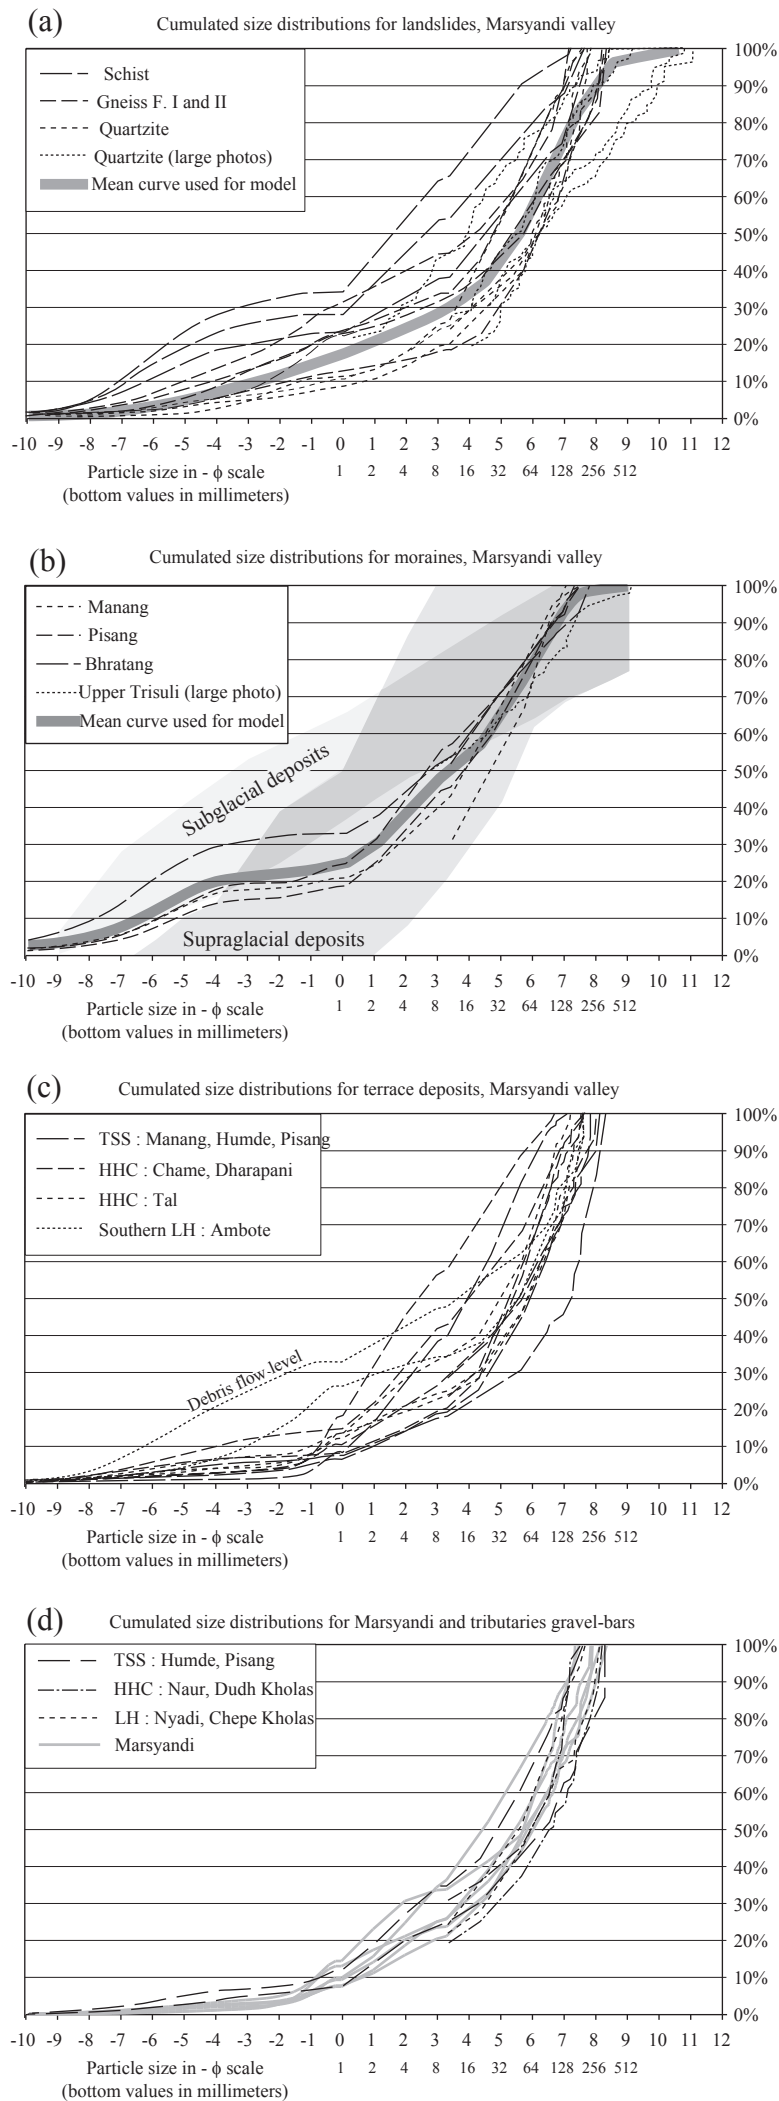 (a)
Cumulated size distributions for landslides, Marsyandi valley
Schist
Gneiss F. I and II
Quartzite
Quartzite (large photos)
Mean curve used for model
100%
90%
80%
70%
60%
50%
40%
30%
20%
10%
0%
-10 -9 -8 -7 -6 -5 -4 -3 -2 -1 0 1 2 3 4 5 6 7 8 9 10 11 12
Particle size in - ϕ scale
(bottom values in millimeters)
1 2 4 8 16 32 64 128 256 512
(b)
Cumulated size distributions for moraines, Marsyandi valley
Manang
Pisang
Bhratang
Upper Trisuli (large photo)
Mean curve used for model
Subglacial deposits
Supraglacial deposits
100%
90%
80%
70%
60%
50%
40%
30%
20%
10%
0%
-10 -9 -8 -7 -6 -5 -4 -3 -2 -1 0 1 2 3 4 5 6 7 8 9 10 11 12
Particle size in - ϕ scale
(bottom values in millimeters)
1 2 4 8 16 32 64 128 256 512
(c)
Cumulated size distributions for terrace deposits, Marsyandi valley
TSS : Manang, Humde, Pisang
HHC : Chame, Dharapani
HHC : Tal
Southern LH : Ambote
Debris flow level
100%
90%
80%
70%
60%
50%
40%
30%
20%
10%
0%
-10 -9 -8 -7 -6 -5 -4 -3 -2 -1 0 1 2 3 4 5 6 7 8 9 10 11 12
Particle size in - ϕ scale
(bottom values in millimeters)
1 2 4 8 16 32 64 128 256 512
(d)
Cumulated size distributions for Marsyandi and tributaries gravel-bars
TSS : Humde, Pisang
HHC : Naur, Dudh Kholas
LH : Nyadi, Chepe Kholas
Marsyandi
100%
90%
80%
70%
60%
50%
40%
30%
20%
10%
0%
-10 -9 -8 -7 -6 -5 -4 -3 -2 -1 0 1 2 3 4 5 6 7 8 9 10 11 12
Particle size in - ϕ scale
(bottom values in millimeters)
1 2 4 8 16 32 64 128 256 512